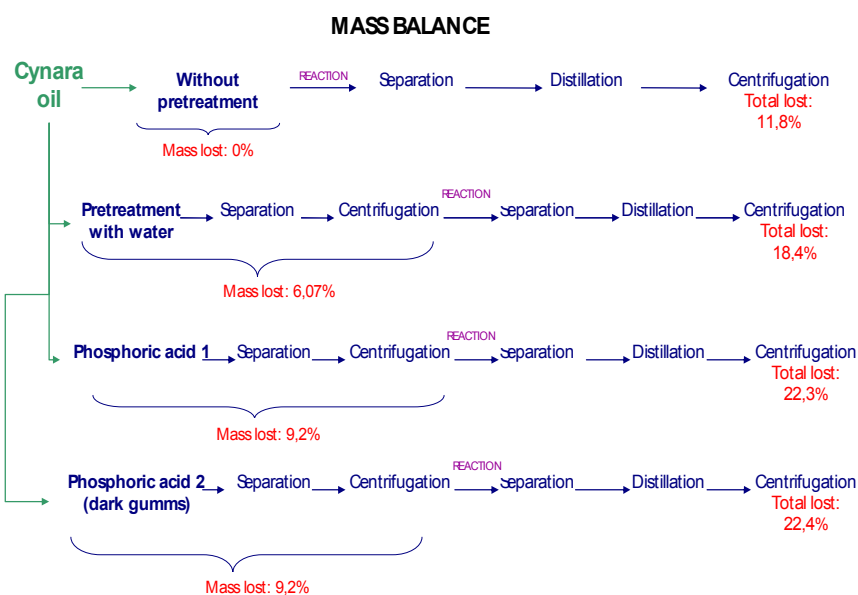 MASS BALANCE
Cynara
oil
Without
pretreatment
REACTION
Separation
Distillation
Centrifugation
Total lost:
11,8%
Mass lost: 0%
Pretreatment
with water
Separation
Centrifugation
REACTION
Separation
Distillation
Centrifugation
Total lost:
18,4%
Mass lost: 6,07%
Phosphoric acid 1
Separation
Centrifugation
REACTION
Separation
Distillation
Centrifugation
Total lost:
22,3%
Mass lost: 9,2%
Phosphoric acid 2
(dark gumms)
Separation
Centrifugation
REACTION
Separation
Distillation
Centrifugation
Total lost:
22,4%
Mass lost: 9,2%